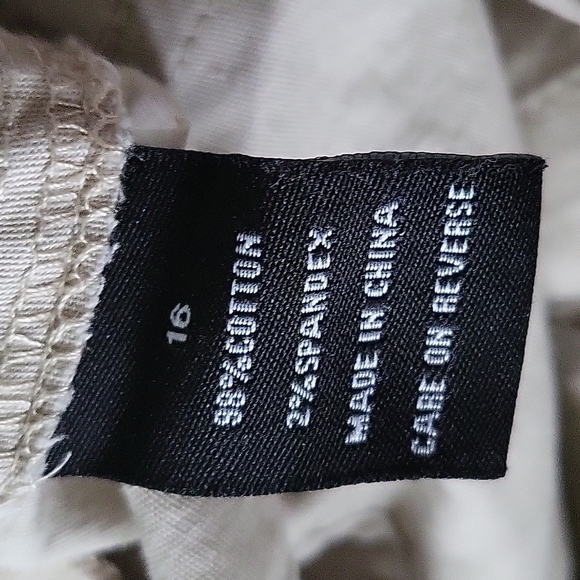 16
98%COTTON
2%SPANDEX
MADE IN CHINA
CARE ON REVERSE